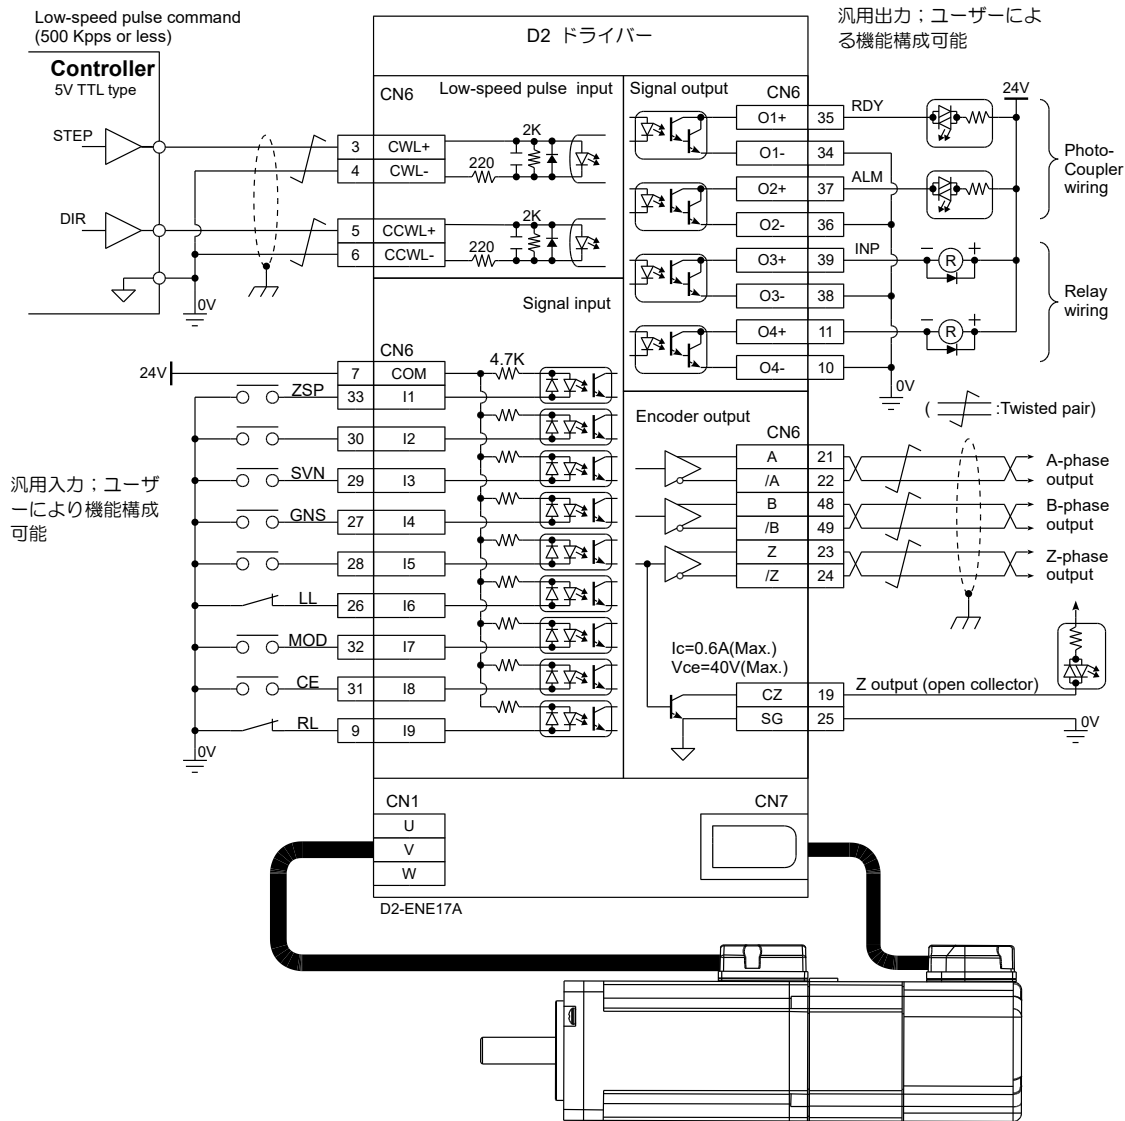 Low-speed pulse command
(500 Kpps or less)
Controller
5V TTL type
STEP
DIR
0V
D2 ドライバー
CN6
Low-speed pulse input
3 CWL+
4 CWL-
2K
220
5 CCWL+
6 CCWL-
2K
220
Signal input
CN6
24V
7 COM
4.7K
ZSP 33 I1
30 I2
SVN 29 I3
GNS 27 I4
28 I5
LL 26 I6
MOD 32 I7
CE 31 I8
RL 9 I9
0V
汎用入力；ユーザ
ーにより機能構成
可能
Signal output
CN6
O1+ 35 RDY
O1- 34
O2+ 37 ALM
O2- 36
O3+ 39 INP
O3- 38
O4+ 11
O4- 10
汎用出力；ユーザーによ
る機能構成可能
24V
Photo-
Coupler
wiring
− R +
Relay
wiring
− R +
0V
( :Twisted pair)
Encoder output
CN6
A 21
/A 22
B 48
/B 49
Z 23
/Z 24
A-phase
output
B-phase
output
Z-phase
output
Ic=0.6A(Max.)
Vce=40V(Max.)
CZ 19
SG 25
Z output (open collector)
0V
CN1
U
V
W
CN7
D2-ENE17A